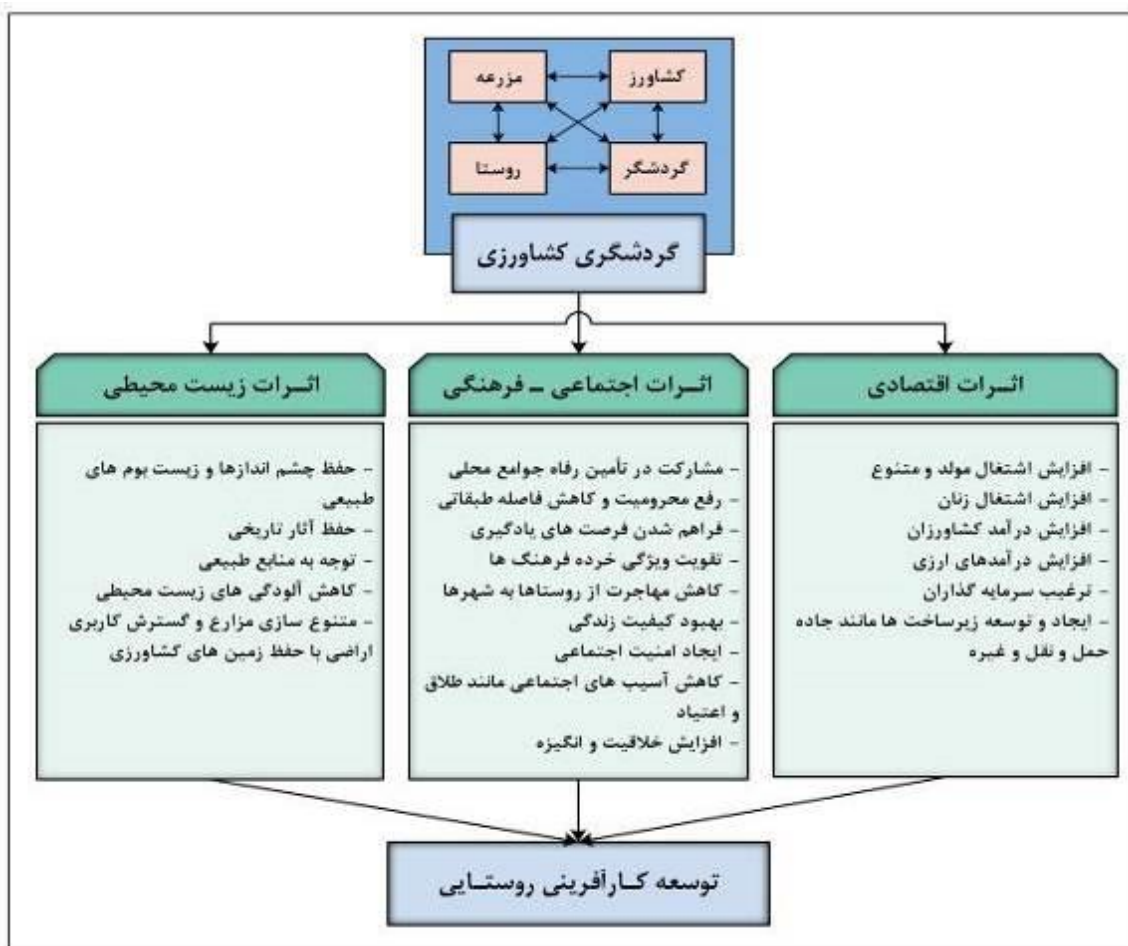 کشاورز
مزرعه
گردشگر
روستا
گردشگری کشاورزی
اثـرات اقتصادی
- افزایش اشتغال مولد و متنوع
- افزایش اشتغال زنان
- افزایش درآمد کشاورزان
- افزایش درآمدهای ارزی
- ترغیب سرمایه گذاران
- ایجاد و توسعه زیرساخت ها مانند جاده
حمل و نقل و غیره
اثـرات اجتماعی ـ فرهنگی
- مشارکت در تأمین رفاه جوامع محلی
- رفع محرومیت و کاهش فاصله طبقاتی
- فراهم شدن فرصت های یادگیری
- تقویت ویژگی خرده فرهنگ ها
- کاهش مهاجرت از روستاها به شهرها
- بهبود کیفیت زندگی
- ایجاد امنیت اجتماعی
- کاهش آسیب های اجتماعی مانند طلاق
و اعتیاد
- افزایش خلاقیت و انگیزه
اثـرات زیست محیطی
- حفظ چشم اندازها و زیست بوم های
طبیعی
- حفظ آثار تاریخی
- توجه به منابع طبیعی
- کاهش آلودگی های زیست محیطی
- متنوع سازی مزارع و گسترش کاربری
اراضی با حفظ زمین های کشاورزی
توسعه کـارآفرینی روستـایی